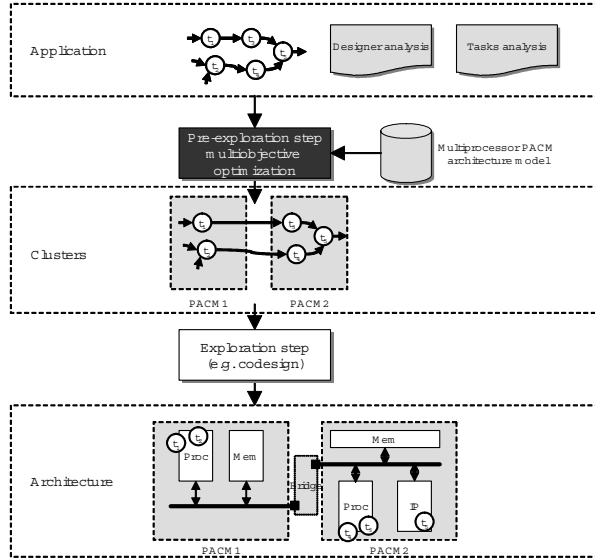 Application
Designer analysis
Tasks analysis
Pre-exploration step
multiobjective
optimization
Multiprocessor PACM
architecture model
Clusters
PACM 1
PACM 2
Exploration step
(e.g. codesign)
Architecture
Proc
Mem
Bridge
Mem
Proc
IP
PACM 1
PACM 2